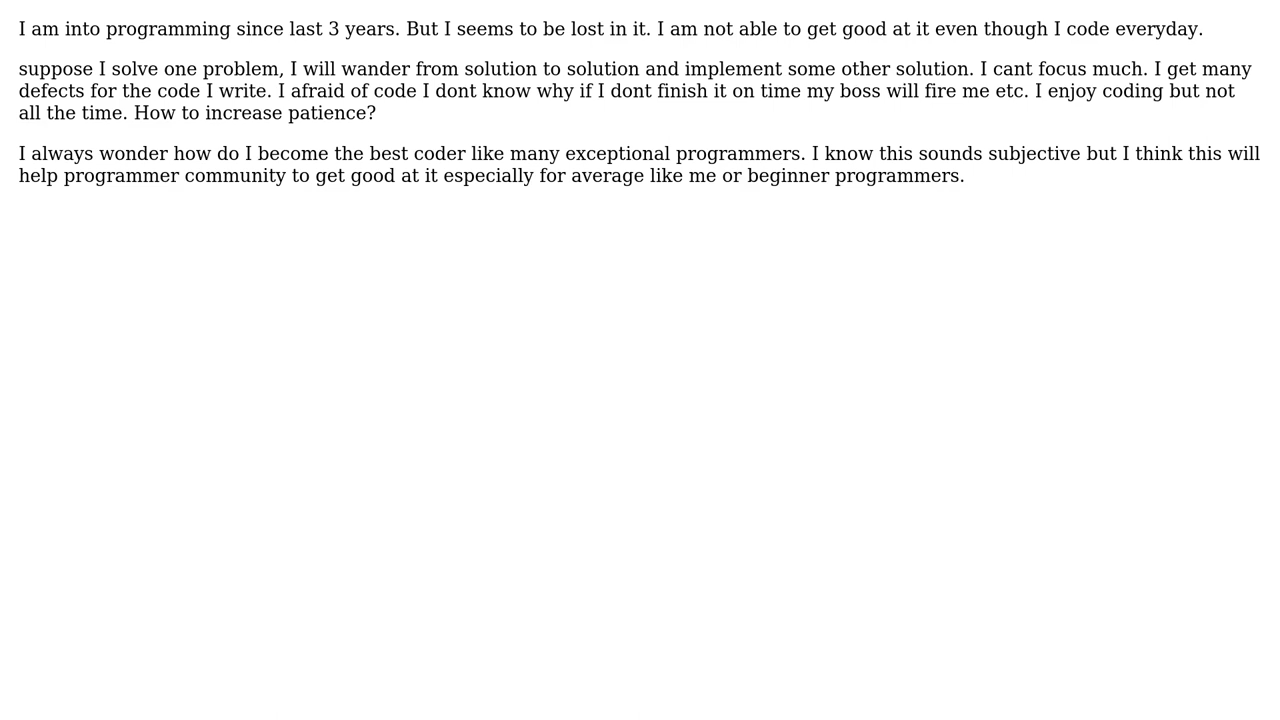 I am into programming since last 3 years. But I seems to be lost in it. I am not able to get good at it even though I code everyday.
suppose I solve one problem, I will wander from solution to solution and implement some other solution. I cant focus much. I get many
defects for the code I write. I afraid of code I dont know why if I dont finish it on time my boss will fire me etc. I enjoy coding but not
all the time. How to increase patience?
I always wonder how do I become the best coder like many exceptional programmers. I know this sounds subjective but I think this will
help programmer community to get good at it especially for average like me or beginner programmers.